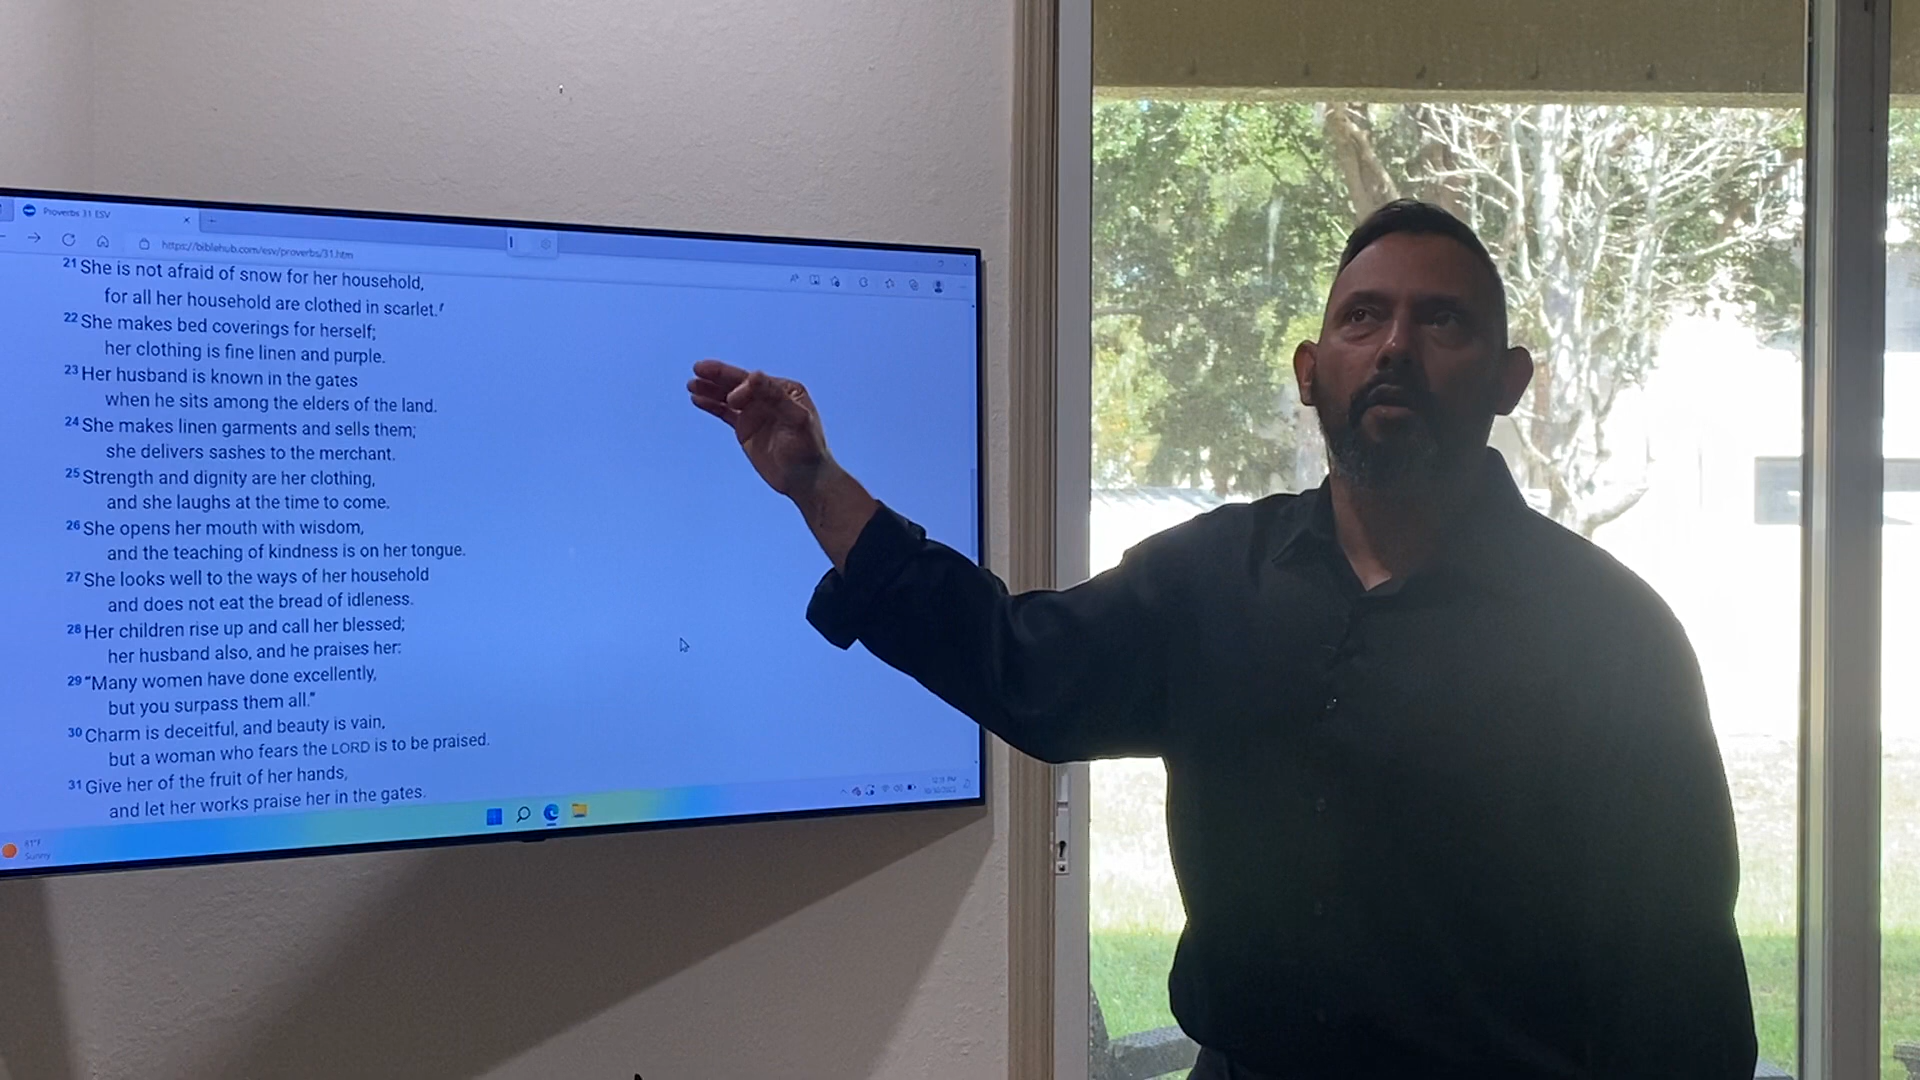 Proverbs 31 ESV
https://biblehub.com/esv/proverbs/31.htm
21 She is not afraid of snow for her household,
for all her household are clothed in scarlet.r
22 She makes bed coverings for herself;
her clothing is fine linen and purple.
23 Her husband is known in the gates
when he sits among the elders of the land.
24 She makes linen garments and sells them;
she delivers sashes to the merchant.
25 Strength and dignity are her clothing,
and she laughs at the time to come.
26 She opens her mouth with wisdom,
and the teaching of kindness is on her tongue.
27 She looks well to the ways of her household
and does not eat the bread of idleness.
28 Her children rise up and call her blessed;
her husband also, and he praises her:
29 “Many women have done excellently,
but you surpass them all.”
30 Charm is deceitful, and beauty is vain,
but a woman who fears the LORD is to be praised.
31 Give her of the fruit of her hands,
and let her works praise her in the gates.
81°F
Sunny